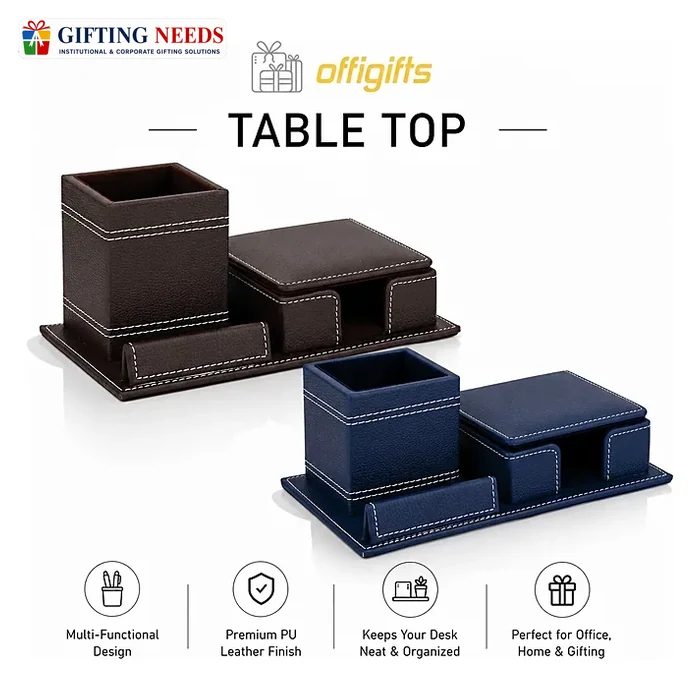 GIFTING NEEDS
INSTITUTIONAL & CORPORATE GIFTING SOLUTIONS
offigifts
TABLE TOP
Multi-Functional
Design
Premium PU
Leather Finish
Keeps Your Desk
Neat & Organized
Perfect for Office,
Home & Gifting